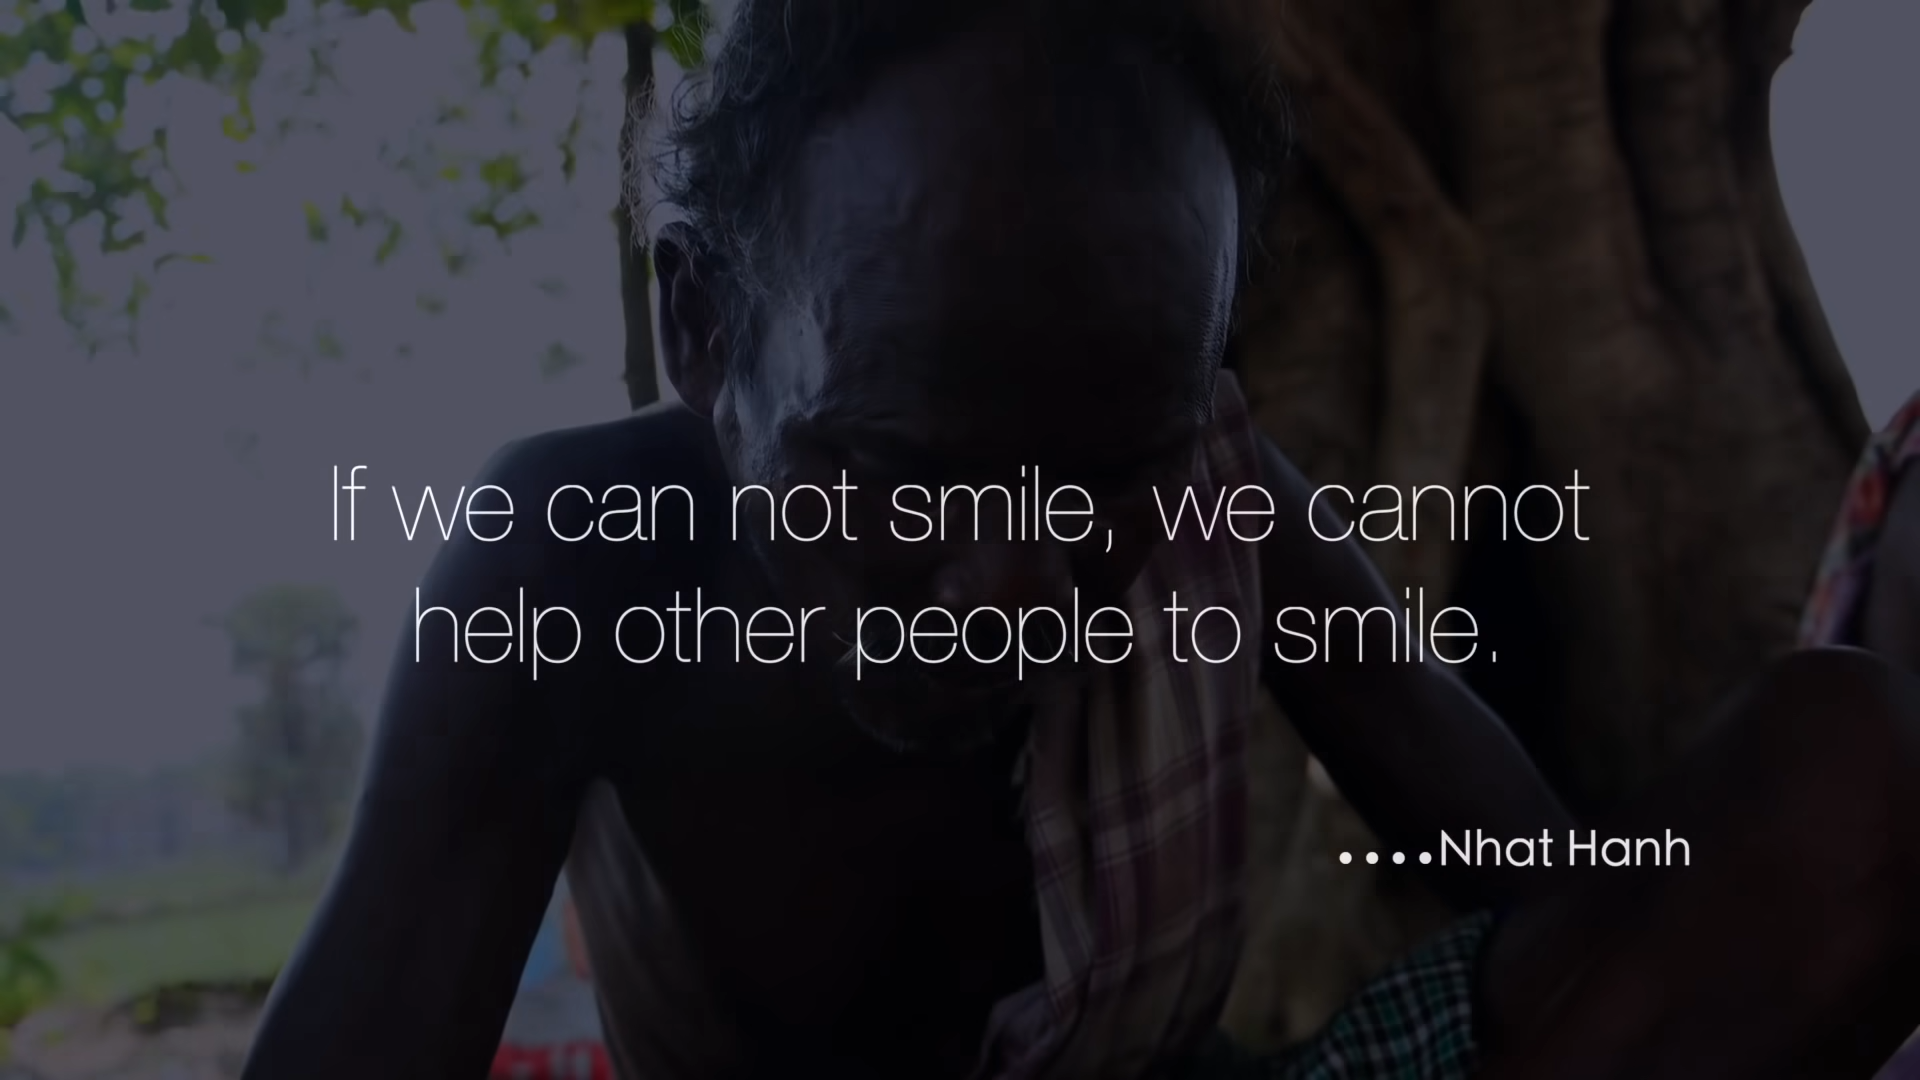 If we can not smile, we cannot
help other people to smile.
....Nhat Hanh